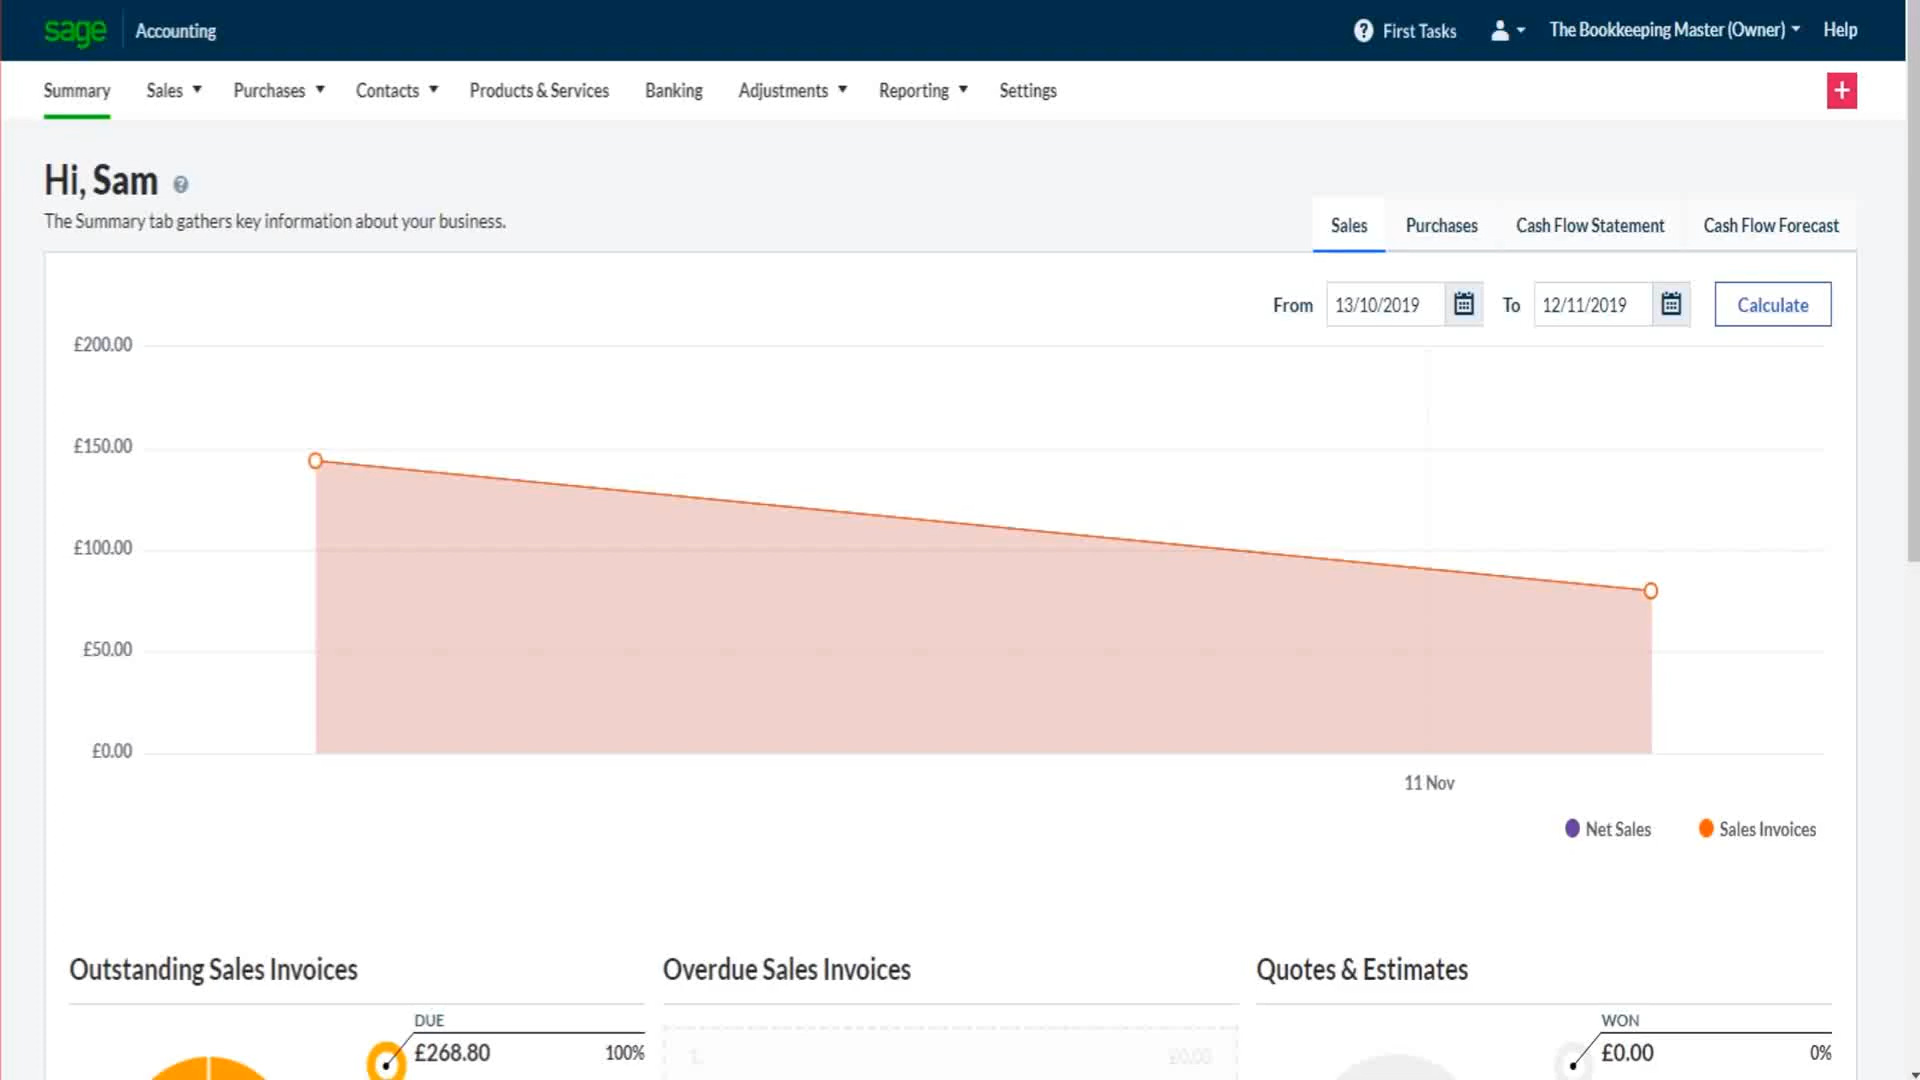 sage Accounting First Tasks The Bookkeeping Master (Owner) Help
Summary Sales Purchases Contacts Products & Services Banking Adjustments Reporting Settings
Hi, Sam
The Summary tab gathers key information about your business.
Sales Purchases Cash Flow Statement Cash Flow Forecast
From 13/10/2019 To 12/11/2019 Calculate
£200.00
£150.00
£100.00
£50.00
£0.00
11 Nov
Net Sales Sales Invoices
Outstanding Sales Invoices
DUE
£268.80 100%
Overdue Sales Invoices
1. £0.00
Quotes & Estimates
WON
£0.00 0%